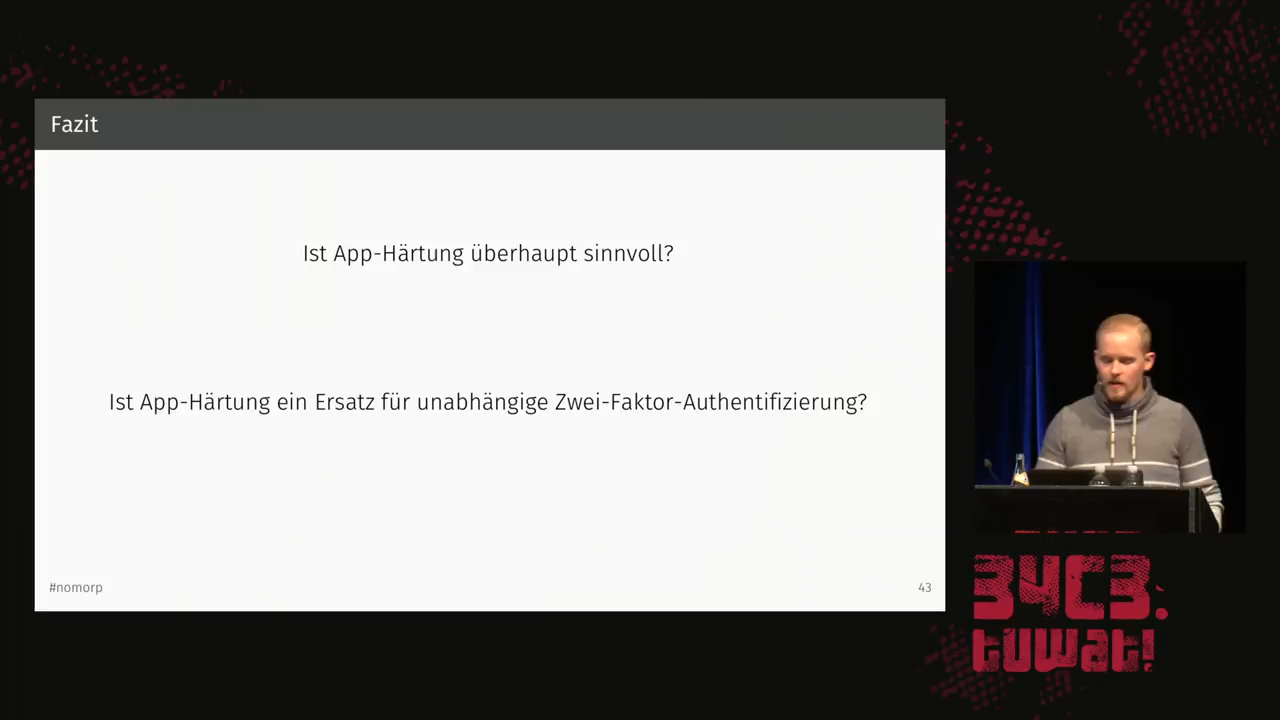 Fazit
Ist App-Härtung überhaupt sinnvoll?
Ist App-Härtung ein Ersatz für unabhängige Zwei-Faktor-Authentifizierung?
#nomorp
43
34C3.
tuwat!